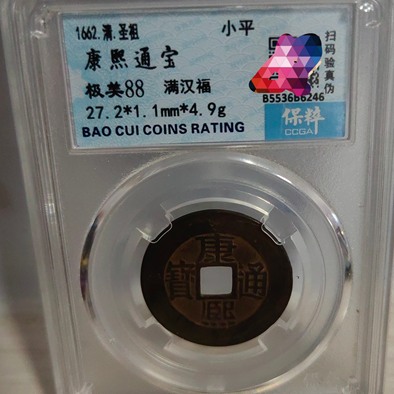 1662.清.圣祖 小平
康熙通宝
极美88 满汉福
27.2*1.1mm*4.9g
BAO CUI COINS RATING
扫码验真伪
B5536B6246
保粹
CCGA
康熙通寶